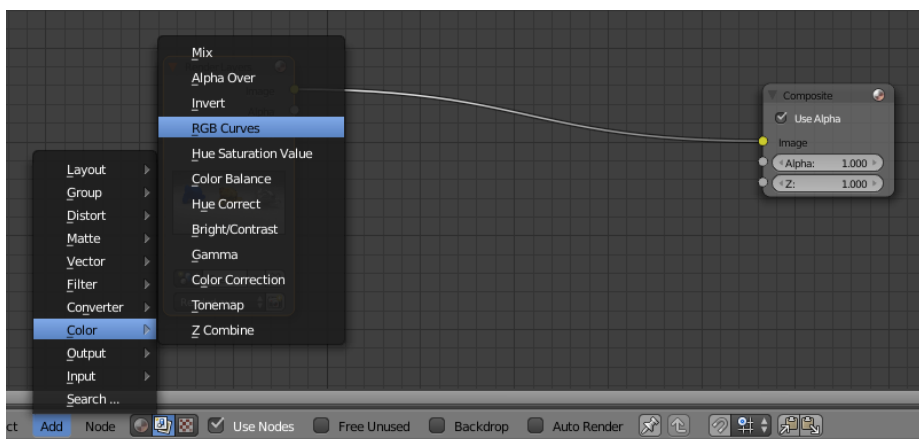 Mix
Alpha Over
Invert
RGB Curves
Hue Saturation Value
Color Balance
Hue Correct
Bright/Contrast
Gamma
Color Correction
Tonemap
Z Combine
Layout
Group
Distort
Matte
Vector
Filter
Converter
Color
Output
Input
Search ...
Composite
Use Alpha
Image
Alpha: 1.000
Z: 1.000
ct Add Node Use Nodes Free Unused Backdrop Auto Render